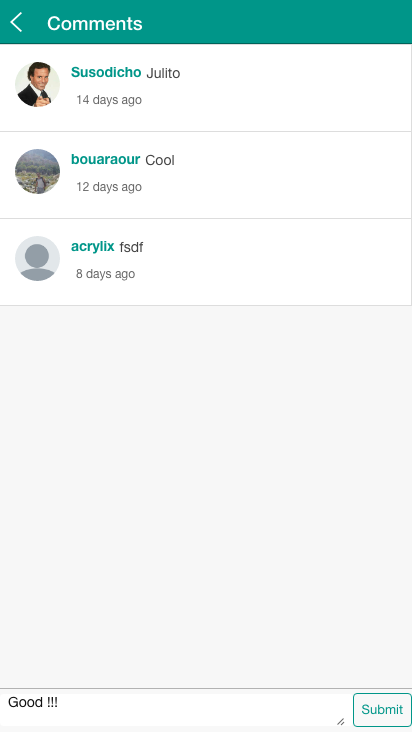 Comments
Susodicho Julito
14 days ago
bouaraour Cool
12 days ago
acrylix fsdf
8 days ago
Good !!!
Submit